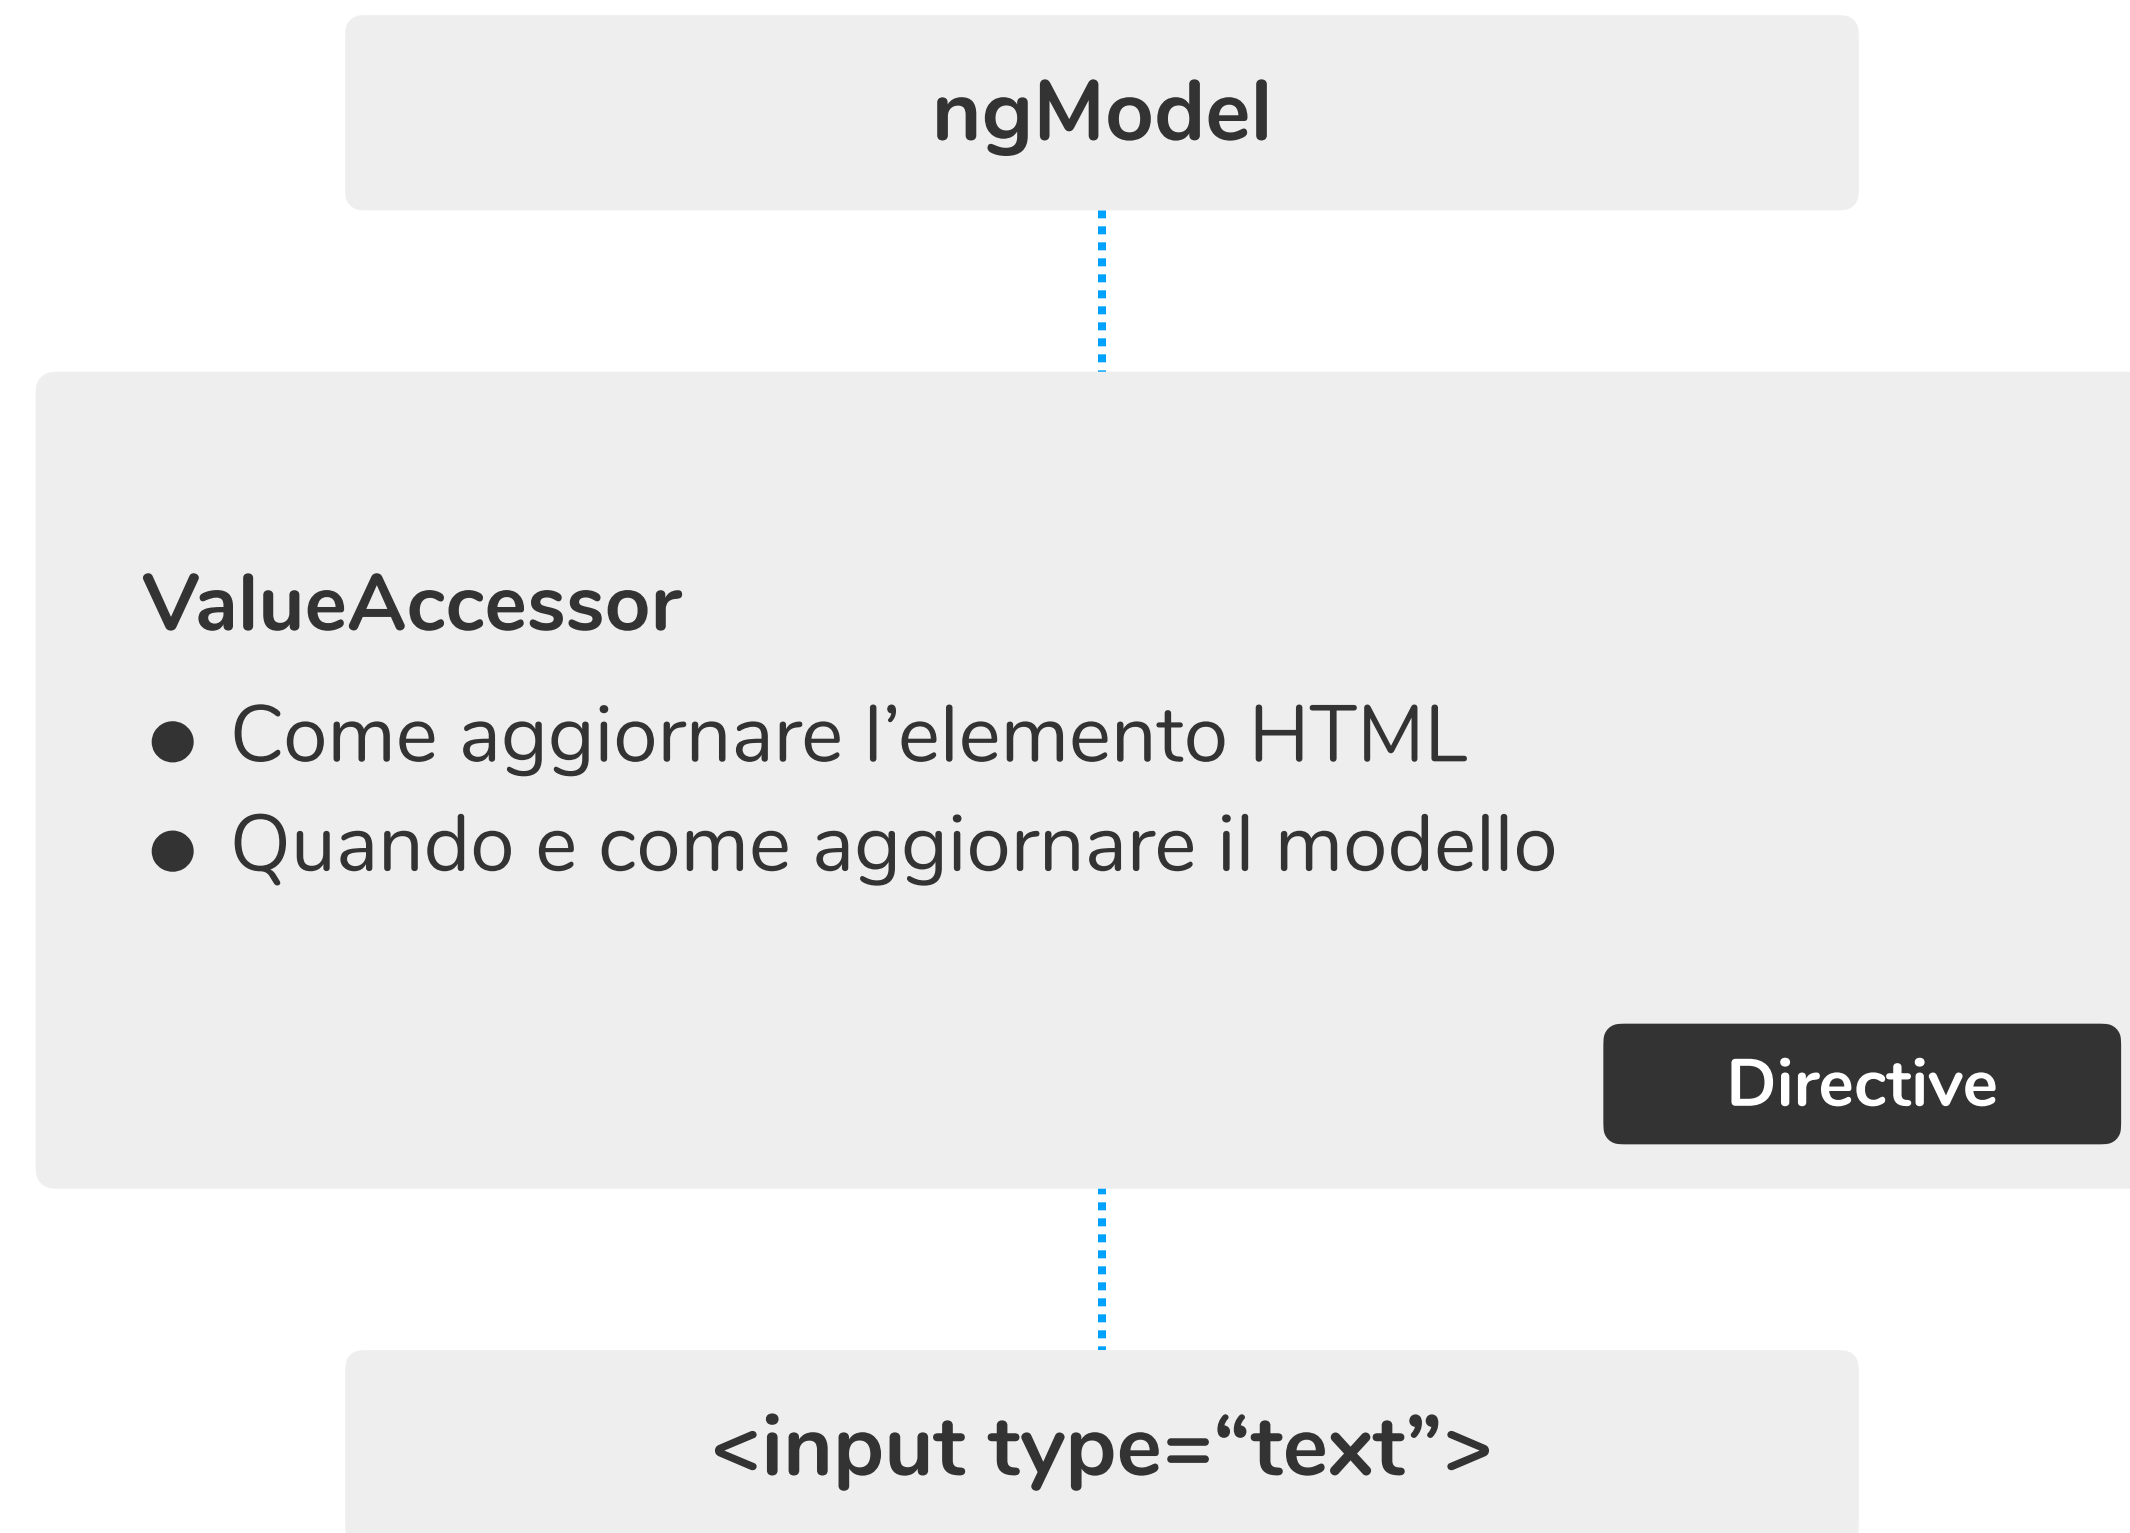 ngModel
ValueAccessor
● Come aggiornare l’elemento HTML
● Quando e come aggiornare il modello
Directive
<input type=“text”>